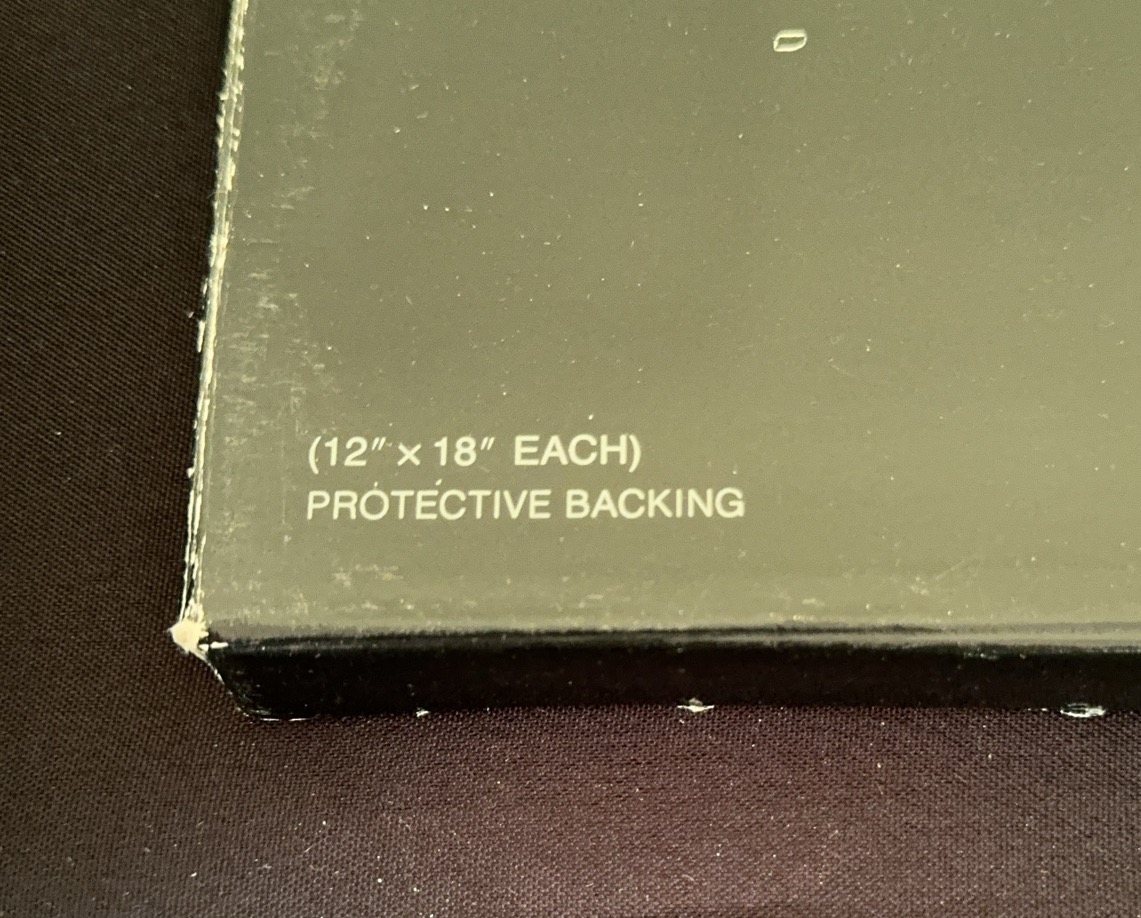 (12″ × 18″ EACH)
PROTECTIVE BACKING